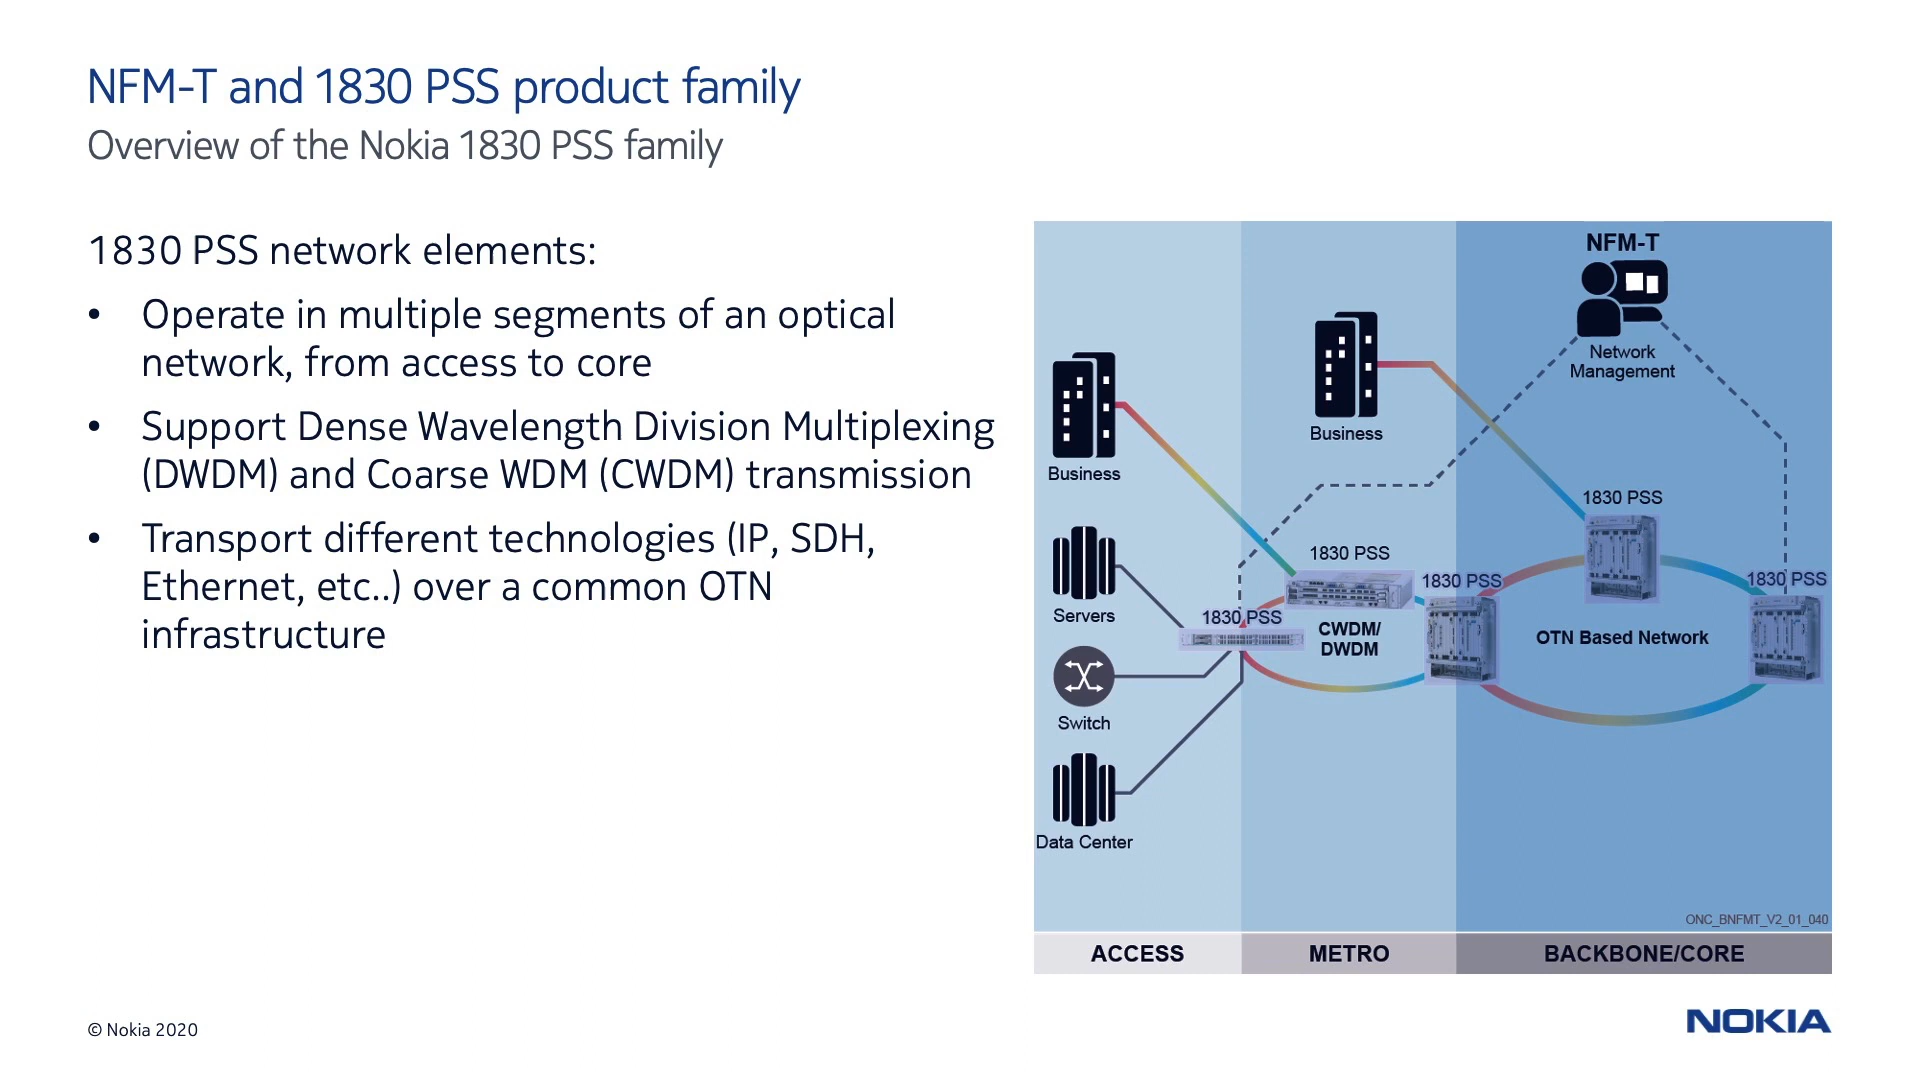 NFM-T and 1830 PSS product family
Overview of the Nokia 1830 PSS family
1830 PSS network elements:
• Operate in multiple segments of an optical
network, from access to core
• Support Dense Wavelength Division Multiplexing
(DWDM) and Coarse WDM (CWDM) transmission
• Transport different technologies (IP, SDH,
Ethernet, etc..) over a common OTN
infrastructure
NFM-T
Network
Management
Business
Business
1830 PSS
1830 PSS
1830 PSS
1830 PSS
1830 PSS
Servers
CWDM/
DWDM
OTN Based Network
Switch
Data Center
ONC_BNFMT_V2_01_040
ACCESS
METRO
BACKBONE/CORE
© Nokia 2020
NOKIA